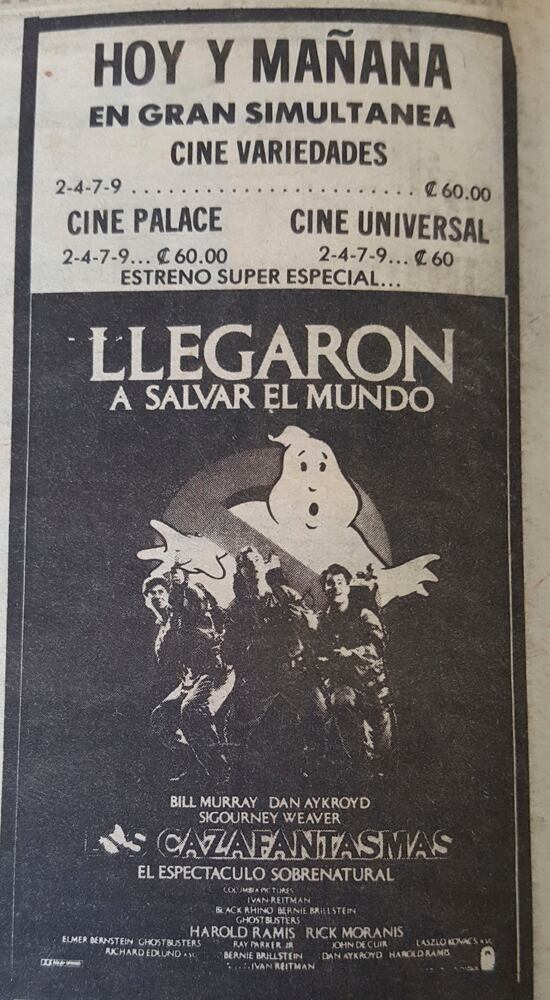 HOY Y MAÑANA
EN GRAN SIMULTANEA
CINE VARIEDADES
2-4-7-9 ............................. ₡ 60.00
CINE PALACE CINE UNIVERSAL
2-4-7-9... ₡ 60.00 2-4-7-9... ₡ 60
ESTRENO SUPER ESPECIAL...
LLEGARON
A SALVAR EL MUNDO
BILL MURRAY DAN AYKROYD
SIGOURNEY WEAVER
CAZAFANTASMAS
EL ESPECTACULO SOBRENATURAL
COLUMBIA PICTURES
IVAN REITMAN
BLACK RHINO BERNIE BRILLSTEIN
GHOSTBUSTERS
HAROLD RAMIS RICK MORANIS
ELMER BERNSTEIN GHOSTBUSTERS RAY PARKER JR JOHN DE CUIR LASZLO KOVACS
RICHARD EDLUND BERNIE BRILLSTEIN DAN AYKROYD HAROLD RAMIS
IVAN REITMAN